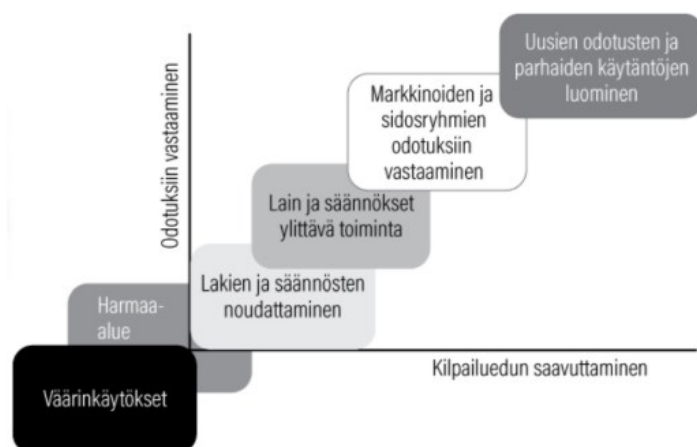 Uusien odotusten ja
parhaiden käytäntöjen
luominen
Markkinoiden ja
sidosryhmien
odotuksiin
vastaaminen
Odotuksiin vastaaminen
Lain ja säännökset
ylittävä toiminta
Lakien ja säännösten
noudattaminen
Harmaa-
alue
Kilpailuedun saavuttaminen
Väärinkäytökset